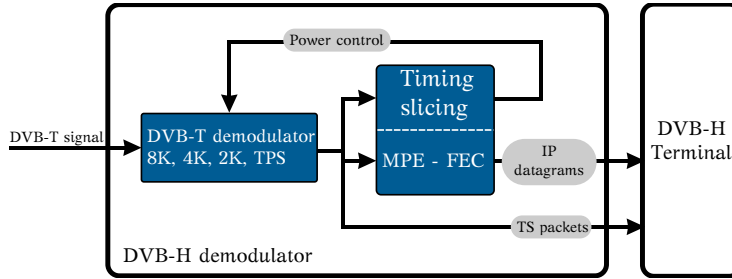 Power control
Timing
slicing
DVB-T signal
DVB-T demodulator
8K, 4K, 2K, TPS
MPE - FEC
IP
datagrams
DVB-H
Terminal
TS packets
DVB-H demodulator